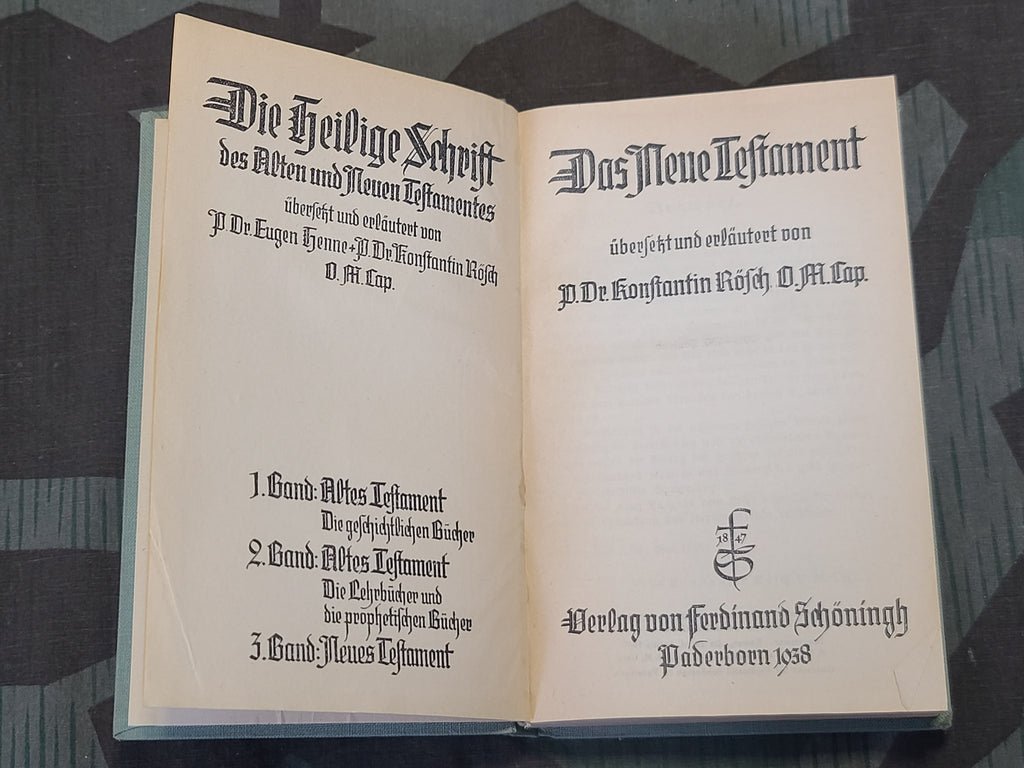 Die Heilige Schrift
des Alten und Neuen Testamentes
übersetzt und erläutert von
P. Dr. Eugen Henne + P. Dr. Konstantin Rösch
O. M. Cap.
1. Band: Altes Testament
Die geschichtlichen Bücher
2. Band: Altes Testament
Die Lehrbücher und
die prophetischen Bücher
3. Band: Neues Testament
Das Neue Testament
übersetzt und erläutert von
P. Dr. Konstantin Rösch O. M. Cap.
18 47
Verlag von Ferdinand Schöningh
Paderborn 1938